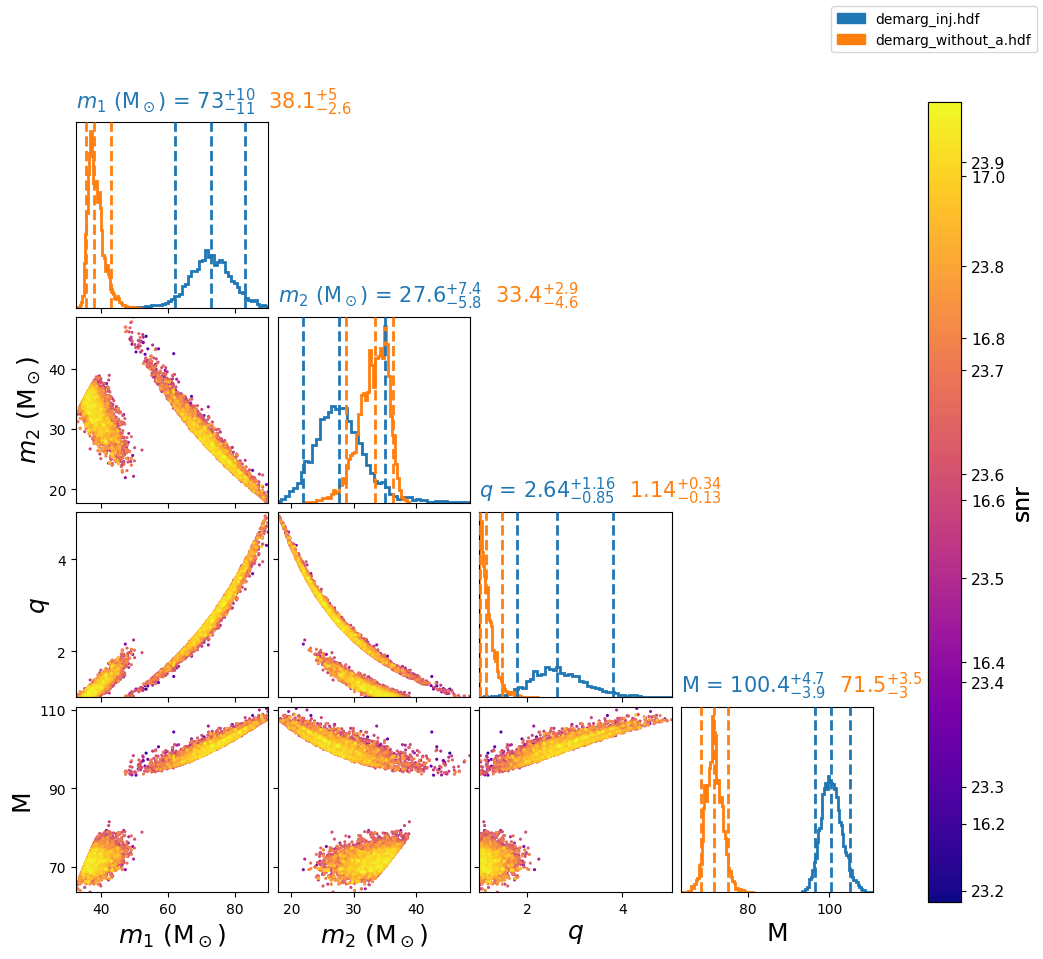 demarg_inj.hdf
demarg_without_a.hdf
m₁ (M_⊙) = 73⁺¹⁰₋₁₁ 38.1⁺⁵₋₂.₆
m₂ (M_⊙) = 27.6⁺⁷·⁴₋₅.₈ 33.4⁺²·⁹₋₄.₆
q = 2.64⁺¹·¹⁶₋₀.₈₅ 1.14⁺⁰·³⁴₋₀.₁₃
M = 100.4⁺⁴·⁷₋₃.₉ 71.5⁺³·⁵₋₃
m₂ (M_⊙)
40
30
20
q
4
2
M
110
90
70
40 60 80
20 30 40
2 4
80 100
m₁ (M_⊙)
m₂ (M_⊙)
q
M
23.9
17.0
23.8
16.8
23.7
23.6
16.6
23.5
16.4
23.4
23.3
16.2
23.2
snr